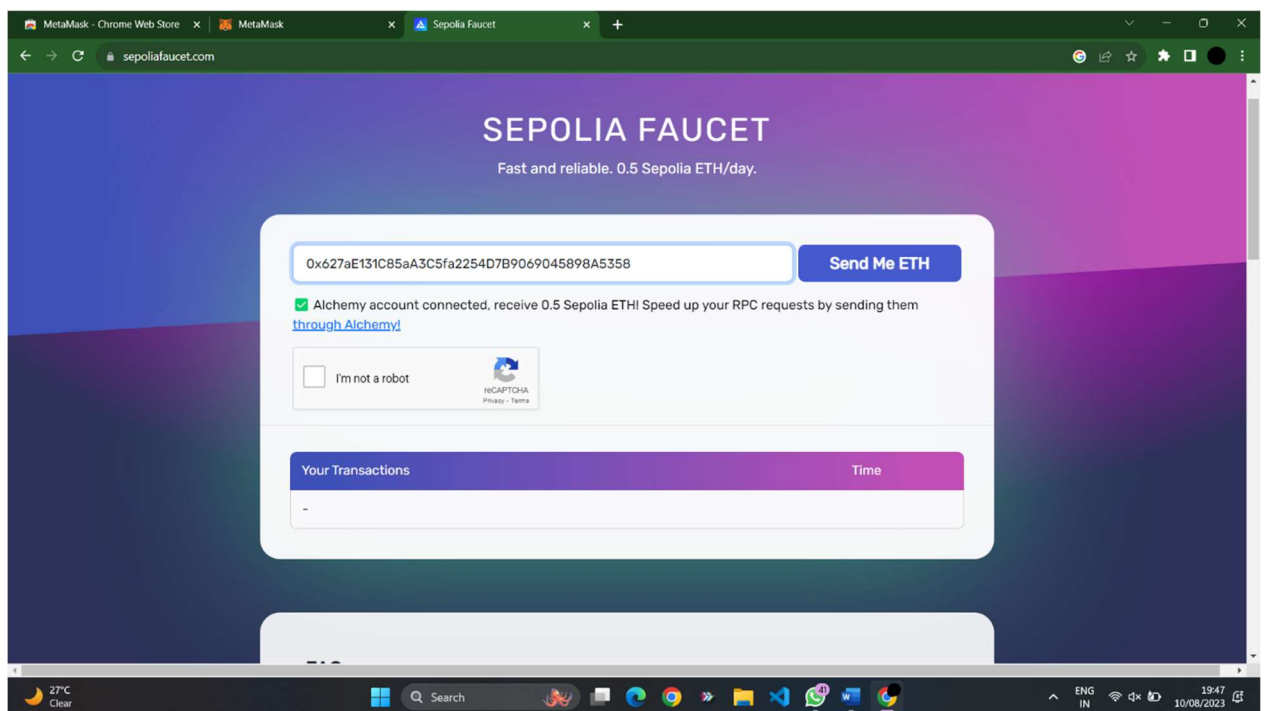 MetaMask - Chrome Web Store
MetaMask
Sepolia Faucet
sepoliafaucet.com
SEPOLIA FAUCET
Fast and reliable. 0.5 Sepolia ETH/day.
0x627aE131C85aA3C5fa2254D7B9069045898A5358
Send Me ETH
Alchemy account connected, receive 0.5 Sepolia ETH! Speed up your RPC requests by sending them
through Alchemy!
I'm not a robot
reCAPTCHA
Privacy - Terms
Your Transactions Time
-
27°C
Clear
Search
41
ENG
IN
19:47
10/08/2023